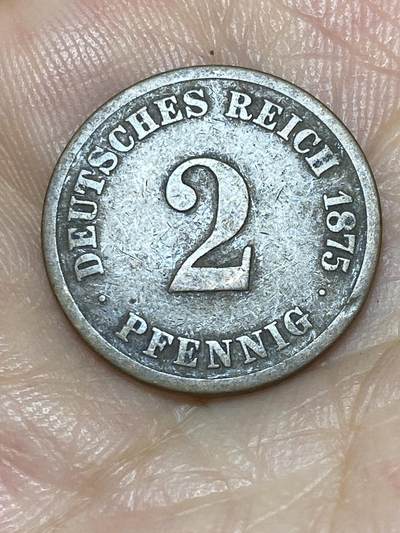 DEUTSCHES REICH 1875
2
· PFENNIG ·